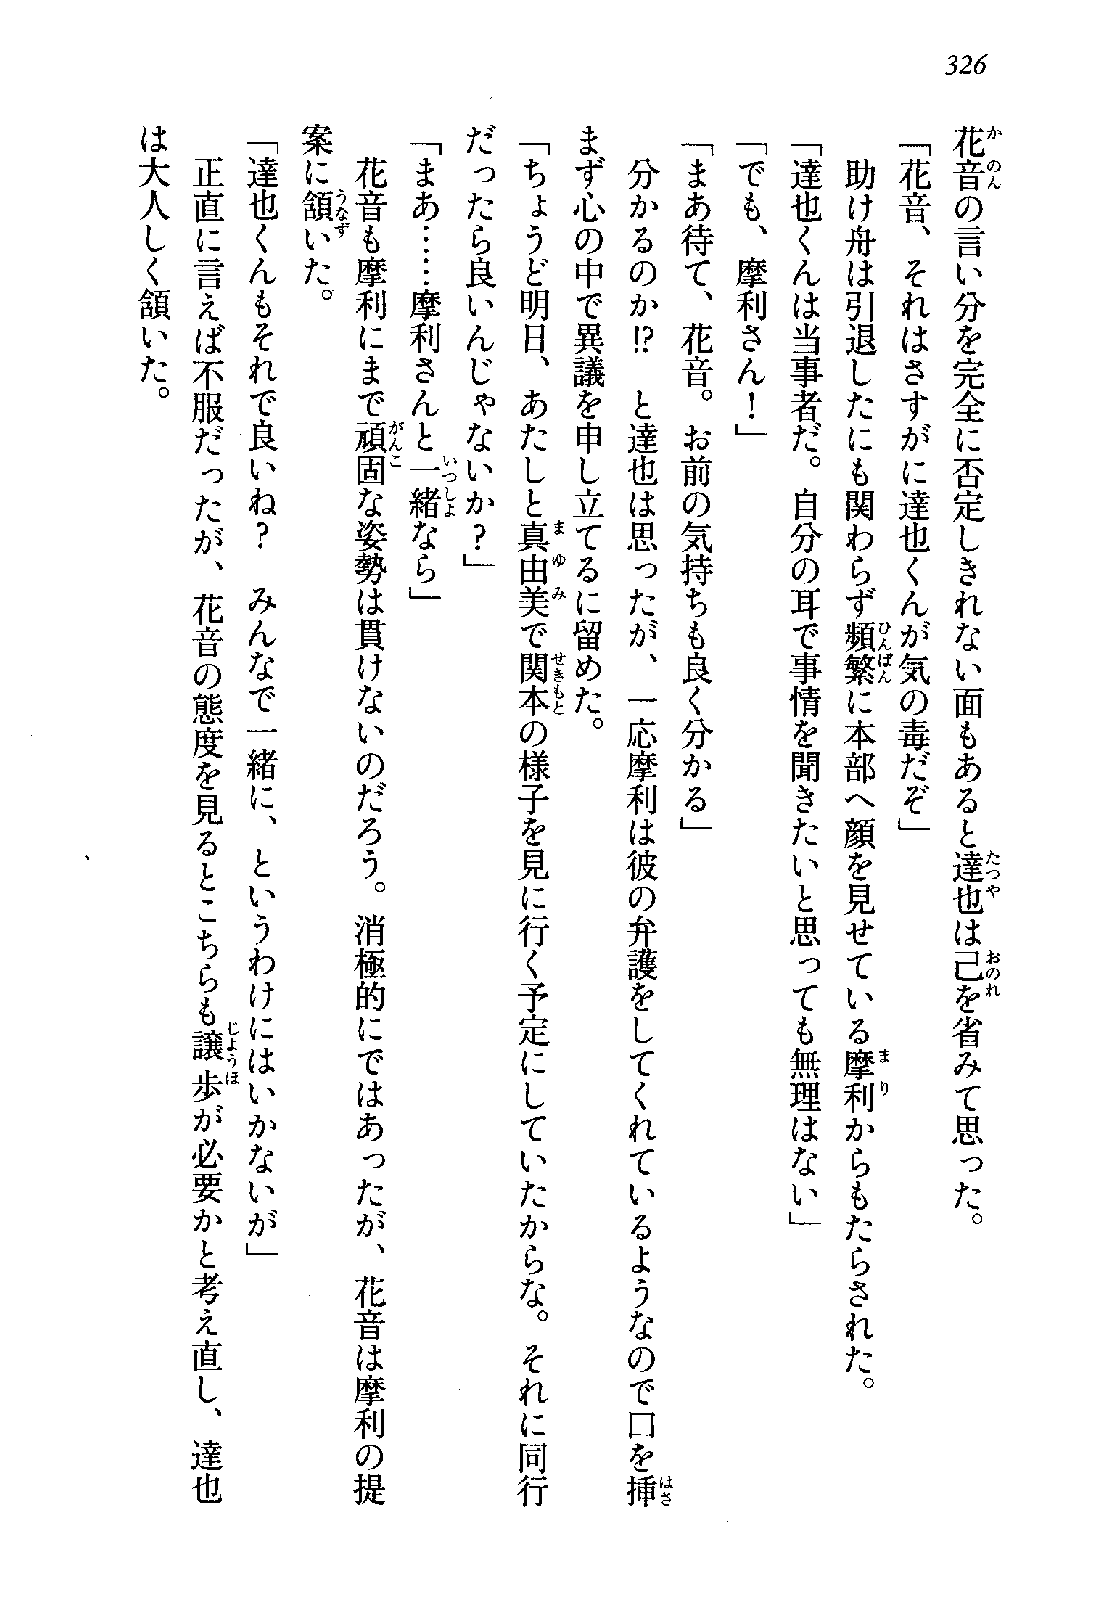 326
花音の言い分を完全に否定しきれない面もあると達也は己を省みて思った。
「花音、それはさすがに達也くんが気の毒だぞ」
助け舟は引退したにも関わらず頻繁に本部へ顔を見せている摩利からもたらされた。
「達也くんは当事者だ。自分の耳で事情を聞きたいと思っても無理はない」
「でも、摩利さん！」
「まあ待て、花音。お前の気持ちも良く分かる」
分かるのか!?　と達也は思ったが、一応摩利は彼の弁護をしてくれているようなので口を挿
まず心の中で異議を申し立てるに留めた。
「ちょうど明日、あたしと真由美で関本の様子を見に行く予定にしていたからな。それに同行
だったら良いんじゃないか？」
「まあ……摩利さんと一緒なら」
花音も摩利にまで頑固な姿勢は貫けないのだろう。消極的にではあったが、花音は摩利の提
案に頷いた。
「達也くんもそれで良いね？　みんなで一緒に、というわけにはいかないが」
正直に言えば不服だったが、花音の態度を見るとこちらも譲歩が必要かと考え直し、達也
は大人しく頷いた。